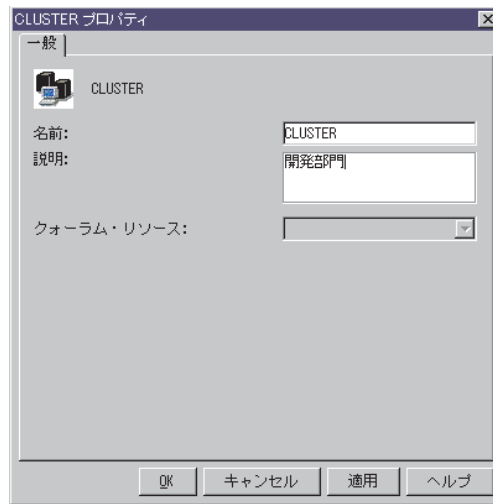 CLUSTER プロパティ
一般
CLUSTER
名前: CLUSTER
説明: 開発部門
クォーラム・リソース:
OK キャンセル 適用 ヘルプ